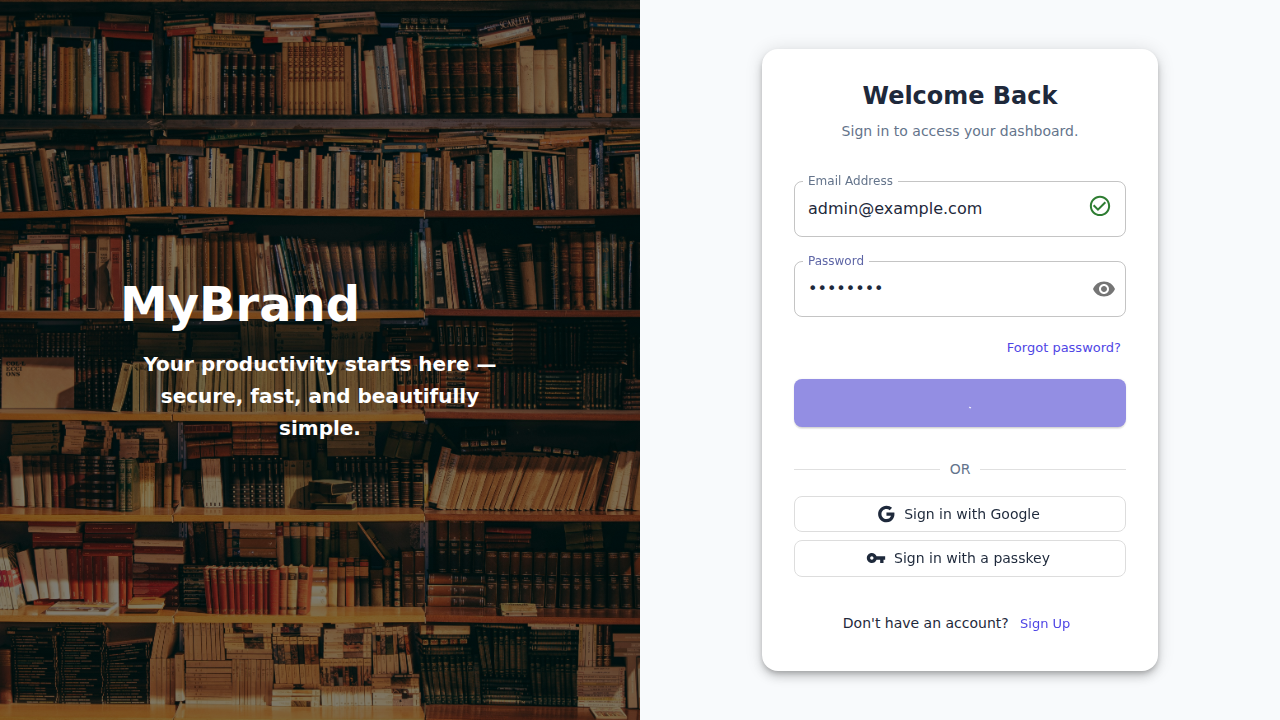 MyBrand
Your productivity starts here —
secure, fast, and beautifully
simple.
Welcome Back
Sign in to access your dashboard.
Email Address
admin@example.com
Password
••••••••
Forgot password?
OR
Sign in with Google
Sign in with a passkey
Don't have an account? Sign Up